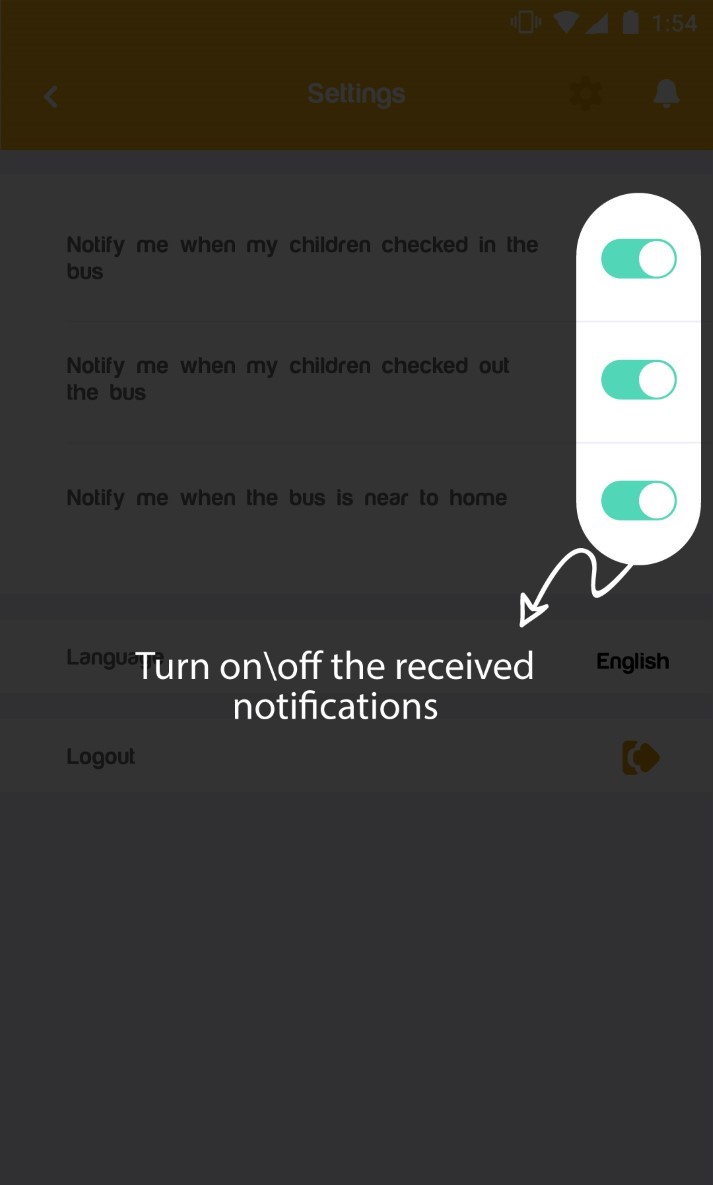 1:54
Settings
Notify me when my children checked in the
bus
Notify me when my children checked out
the bus
Notify me when the bus is near to home
Language
English
Turn on\off the received
notifications
Logout